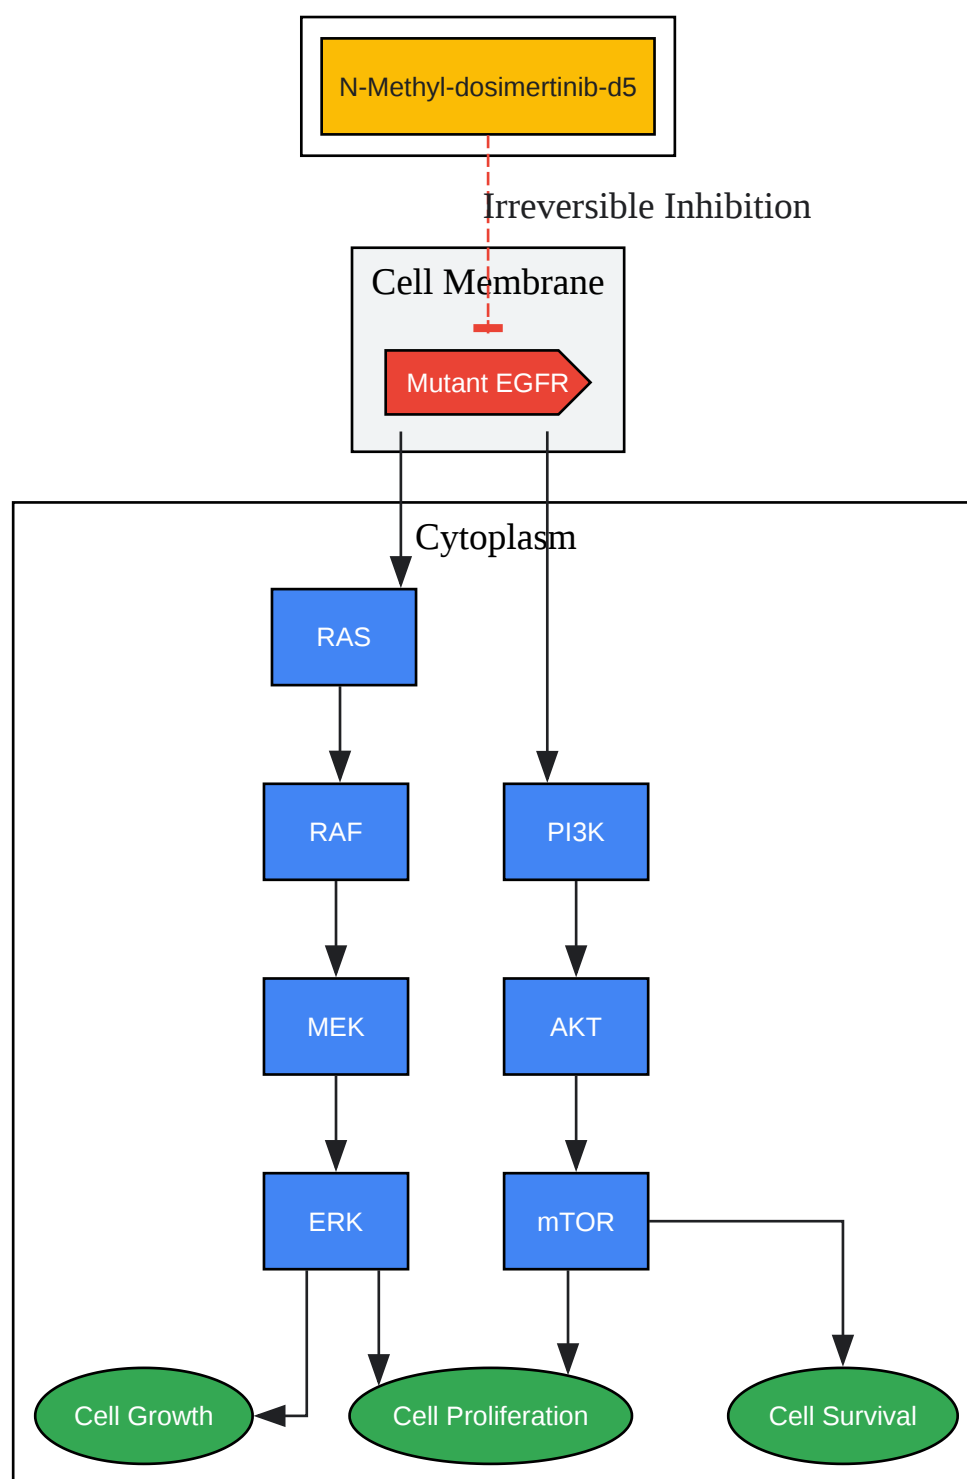 N-Methyl-dosimertinib-d5
Irreversible Inhibition
Cell Membrane
Mutant EGFR
Cytoplasm
RAS
RAF
PI3K
MEK
AKT
ERK
mTOR
Cell Growth
Cell Proliferation
Cell Survival